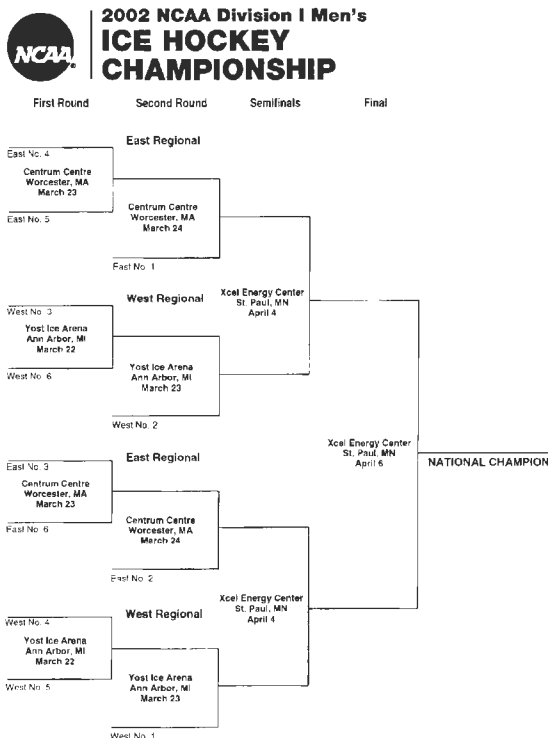 NCAA
2002 NCAA Division I Men's
ICE HOCKEY
CHAMPIONSHIP
First Round
Second Round
Semifinals
Final
East Regional
East No. 4
Centrum Centre
Worcester, MA
March 23
East No. 5
Centrum Centre
Worcester, MA
March 24
East No. 1
West Regional
West No. 3
Yost Ice Arena
Ann Arbor, MI
March 22
West No. 6
Yost Ice Arena
Ann Arbor, MI
March 23
West No. 2
Xcel Energy Center
St. Paul, MN
April 4
East Regional
East No. 3
Centrum Centre
Worcester, MA
March 23
East No. 6
Centrum Centre
Worcester, MA
March 24
East No. 2
West Regional
West No. 4
Yost Ice Arena
Ann Arbor, MI
March 22
West No. 5
Yost Ice Arena
Ann Arbor, MI
March 23
West No. 1
Xcel Energy Center
St. Paul, MN
April 4
Xcel Energy Center
St. Paul, MN
April 6
NATIONAL CHAMPION